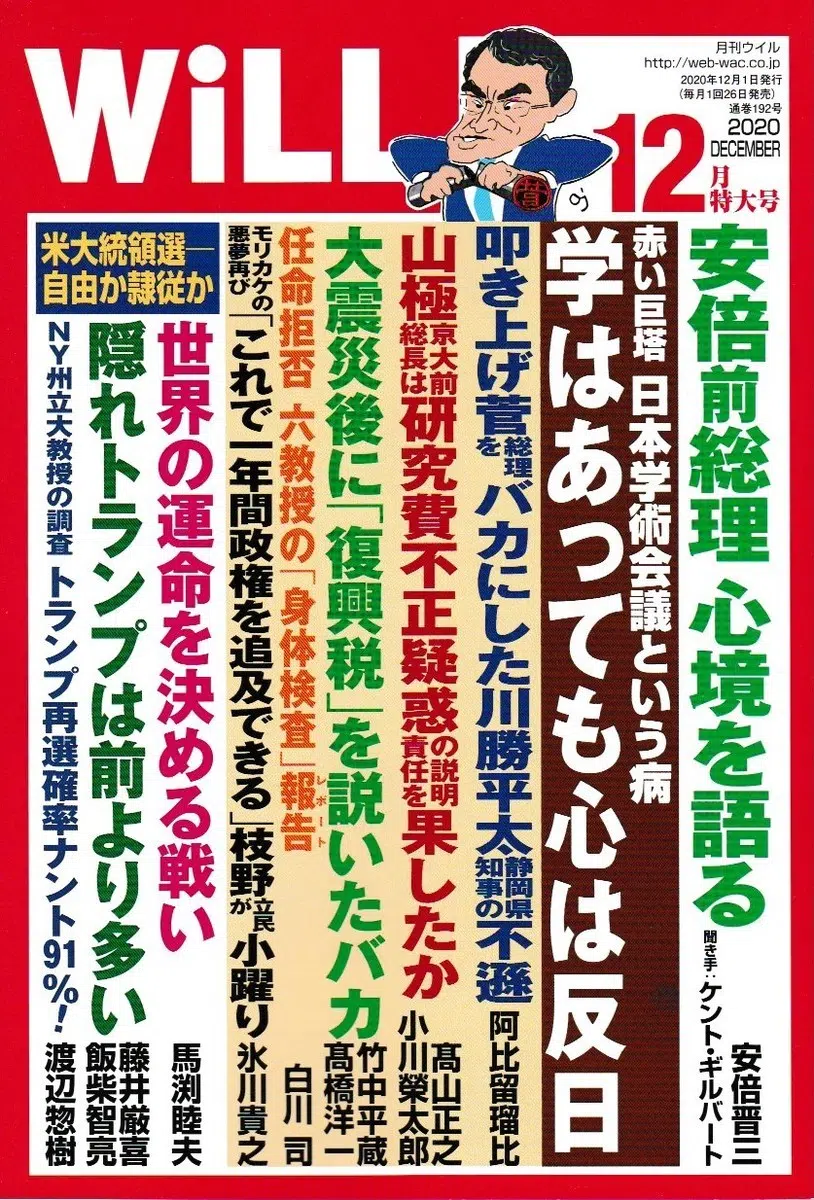 WiLL
月刊ウイル
http://web-wac.co.jp
2020年12月1日発行
(毎月1回26日発売)
通巻192号
2020
DECEMBER
12月特大号
昔
安倍前総理 心境を語る
聞き手:ケント・ギルバート
安倍晋三
赤い巨塔 日本学術会議という病
学はあっても心は反日
叩き上げ菅総理をバカにした川勝平太静岡県知事の不遜
阿比留瑠比
山極京大前総長は研究費不正疑惑の説明責任を果したか
髙山正之
小川榮太郎
大震災後に「復興税」を説いたバカ
竹中平蔵
髙橋洋一
任命拒否 六教授の「身体検査」報告
レポート
白川 司
モリカケの悪夢再び「これで一年間政権を追及できる」枝野立民が小躍り
氷川貴之
米大統領選─
自由か隷従か
世界の運命を決める戦い
馬渕睦夫
隠れトランプは前より多い
藤井厳喜
飯柴智亮
NY州立大教授の調査 トランプ再選確率ナント91%!
渡辺惣樹